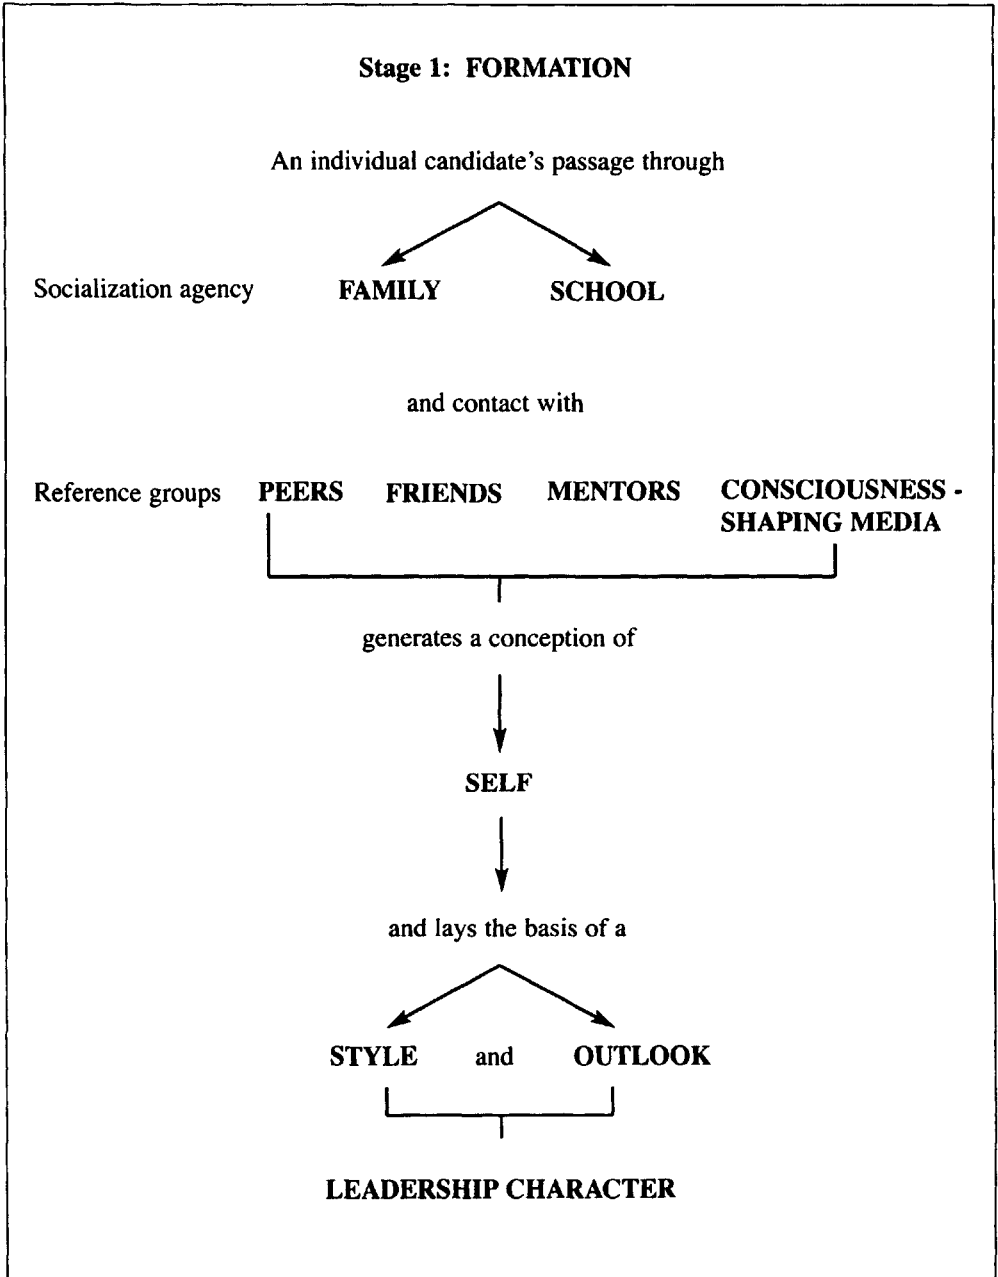 Stage 1: FORMATION
An individual candidate's passage through
Socialization agency FAMILY SCHOOL
and contact with
Reference groups PEERS FRIENDS MENTORS CONSCIOUSNESS -
SHAPING MEDIA
generates a conception of
SELF
and lays the basis of a
STYLE and OUTLOOK
LEADERSHIP CHARACTER